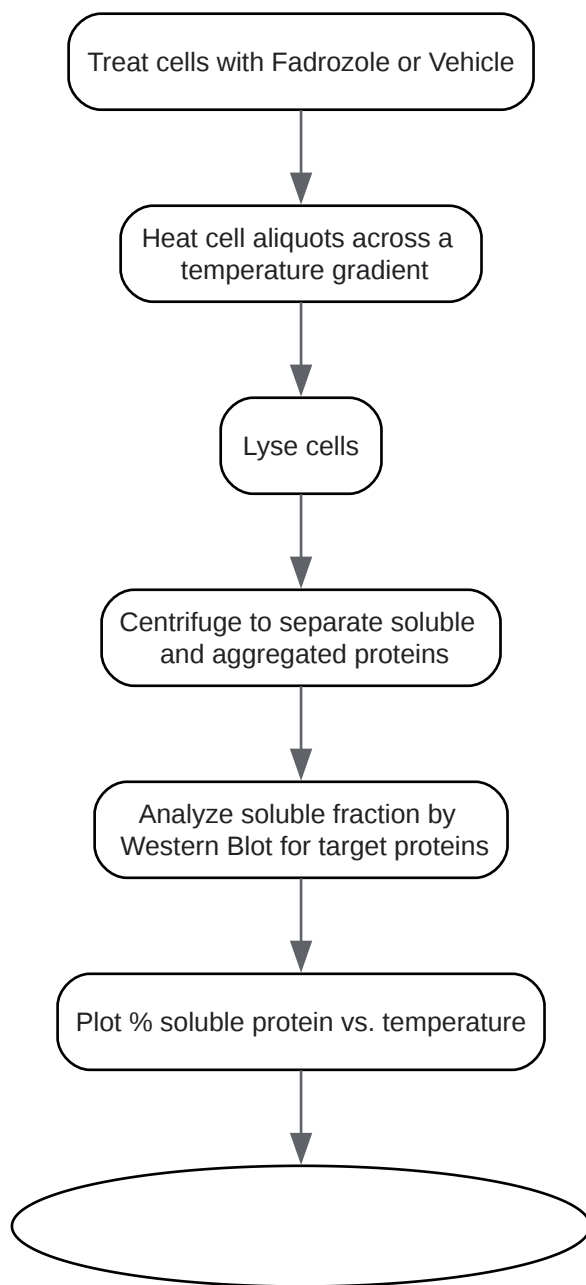 Treat cells with Fadrozole or Vehicle
Heat cell aliquots across a
temperature gradient
Lyse cells
Centrifuge to separate soluble
and aggregated proteins
Analyze soluble fraction by
Western Blot for target proteins
Plot % soluble protein vs. temperature